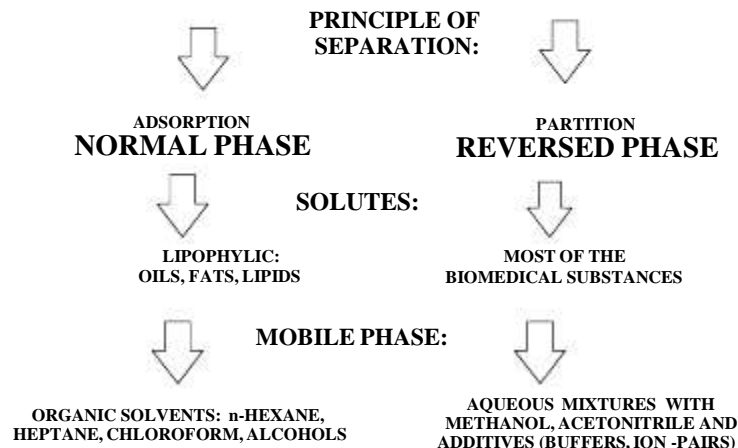 PRINCIPLE OF
SEPARATION:
ADSORPTION
NORMAL PHASE
PARTITION
REVERSED PHASE
SOLUTES:
LIPOPHYLIC:
OILS, FATS, LIPIDS
MOST OF THE
BIOMEDICAL SUBSTANCES
MOBILE PHASE:
ORGANIC SOLVENTS: n-HEXANE,
HEPTANE, CHLOROFORM, ALCOHOLS
AQUEOUS MIXTURES WITH
METHANOL, ACETONITRILE AND
ADDITIVES (BUFFERS, ION -PAIRS)